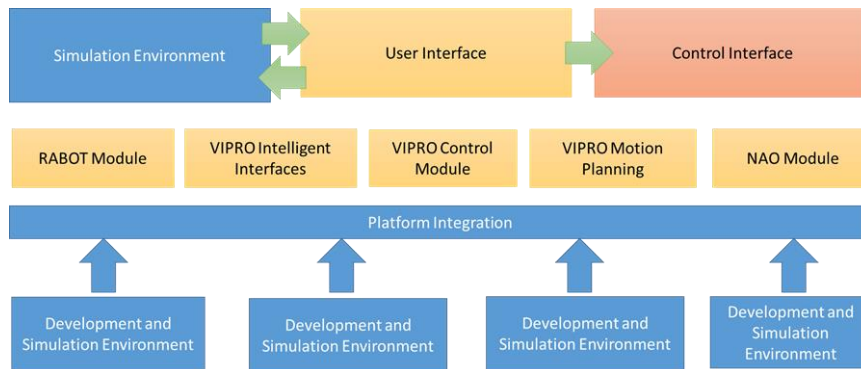 Simulation Environment
User Interface
Control Interface
RABOT Module
VIPRO Intelligent
Interfaces
VIPRO Control
Module
VIPRO Motion
Planning
NAO Module
Platform Integration
Development and
Simulation Environment
Development and
Simulation Environment
Development and
Simulation Environment
Development and
Simulation
Environment